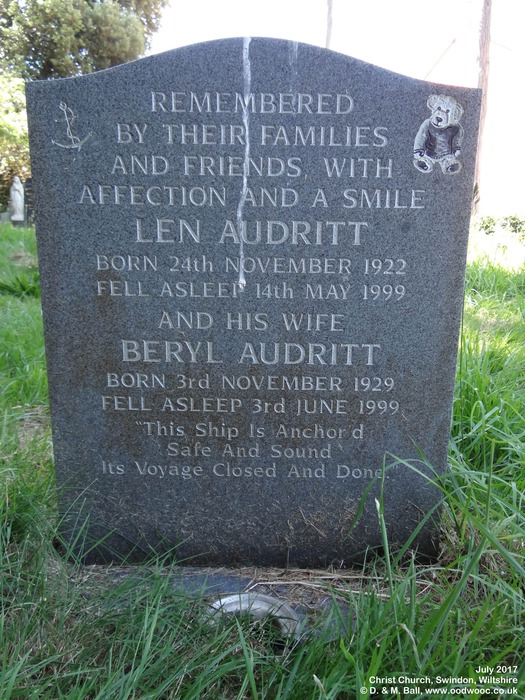 REMEMBERED
BY THEIR FAMILIES
AND FRIENDS, WITH
AFFECTION AND A SMILE
LEN AUDRITT
BORN 24th NOVEMBER 1922
FELL ASLEEP 14th MAY 1999
AND HIS WIFE
BERYL AUDRITT
BORN 3rd NOVEMBER 1929
FELL ASLEEP 3rd JUNE 1999
"This Ship Is Anchor'd
Safe And Sound
Its Voyage Closed And Done
July 2017
Christ Church, Swindon, Wiltshire
© D. & M. Ball, www.oodwooc.co.uk